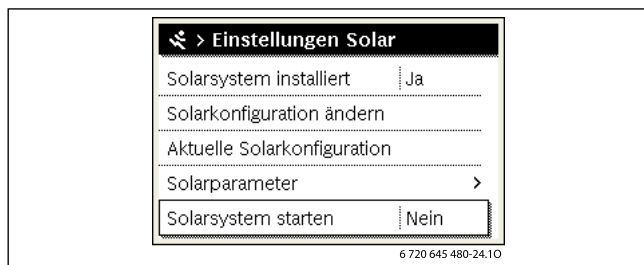 > Einstellungen Solar
Solarsystem installiert Ja
Solarkonfiguration ändern
Aktuelle Solarkonfiguration
Solarparameter >
Solarsystem starten Nein
6 720 645 480-24.1O